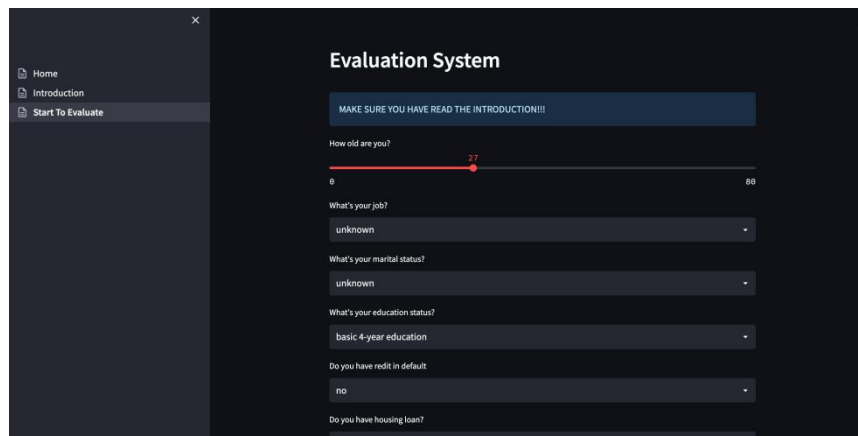 ×
Home
Introduction
Start To Evaluate
Evaluation System
MAKE SURE YOU HAVE READ THE INTRODUCTION!!!
How old are you?
27
0 80
What's your job?
unknown
What's your marital status?
unknown
What's your education status?
basic 4-year education
Do you have redit in default
no
Do you have housing loan?